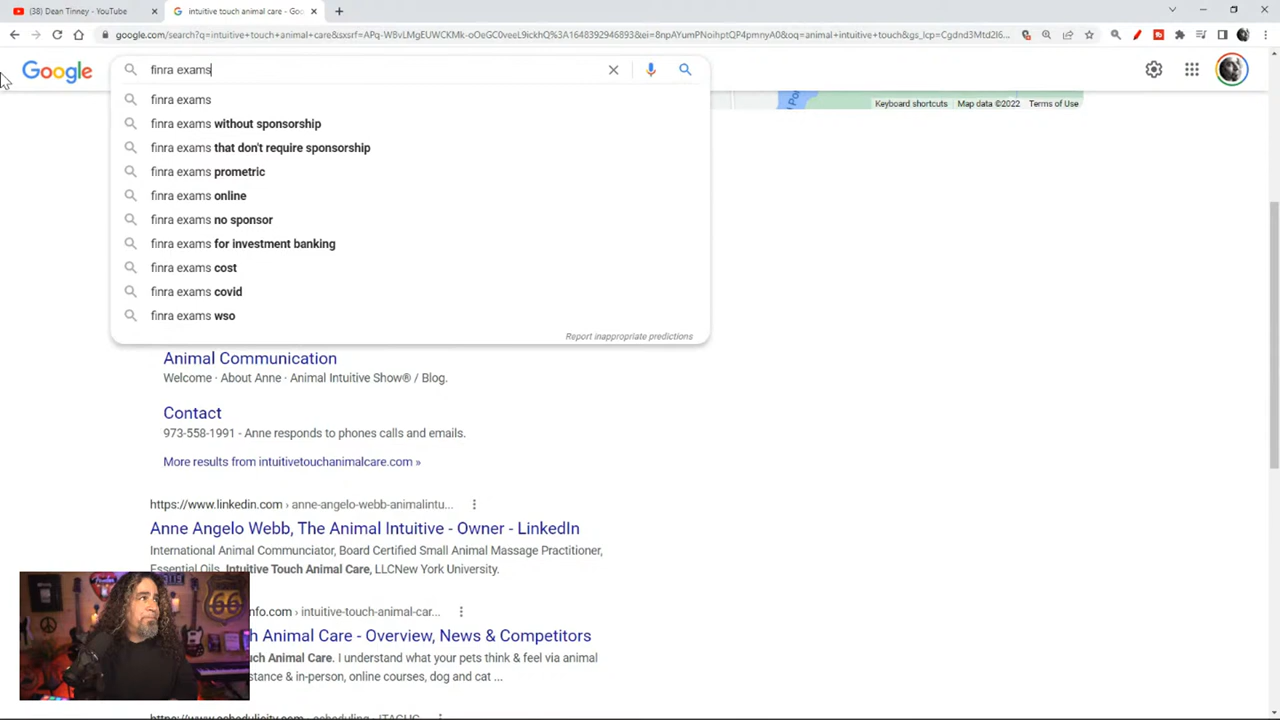 (38) Dean Tinney - YouTube
intuitive touch animal care - Goo
google.com/search?q=intuitive+touch+animal+care&sxsrf=
Google
finra exams
finra exams
finra exams without sponsorship
finra exams that don't require sponsorship
finra exams prometric
finra exams online
finra exams no sponsor
finra exams for investment banking
finra exams cost
finra exams covid
finra exams wso
Report inappropriate predictions
Keyboard shortcuts
Map data ©2022
Terms of Use
Animal Communication
Welcome · About Anne · Animal Intuitive Show® / Blog.
Contact
973-558-1991 - Anne responds to phones calls and emails.
More results from intuitivetouchanimalcare.com »
https://www.linkedin.com › anne-angelo-webb-animalintu...
Anne Angelo Webb, The Animal Intuitive - Owner - LinkedIn
International Animal Communciator, Board Certified Small Animal Massage Practitioner,
Essential Oils. Intuitive Touch Animal Care, LLCNew York University.
nfo.com › intuitive-touch-animal-car...
h Animal Care - Overview, News & Competitors
uch Animal Care. I understand what your pets think & feel via animal
stance & in-person, online courses, dog and cat ...
66